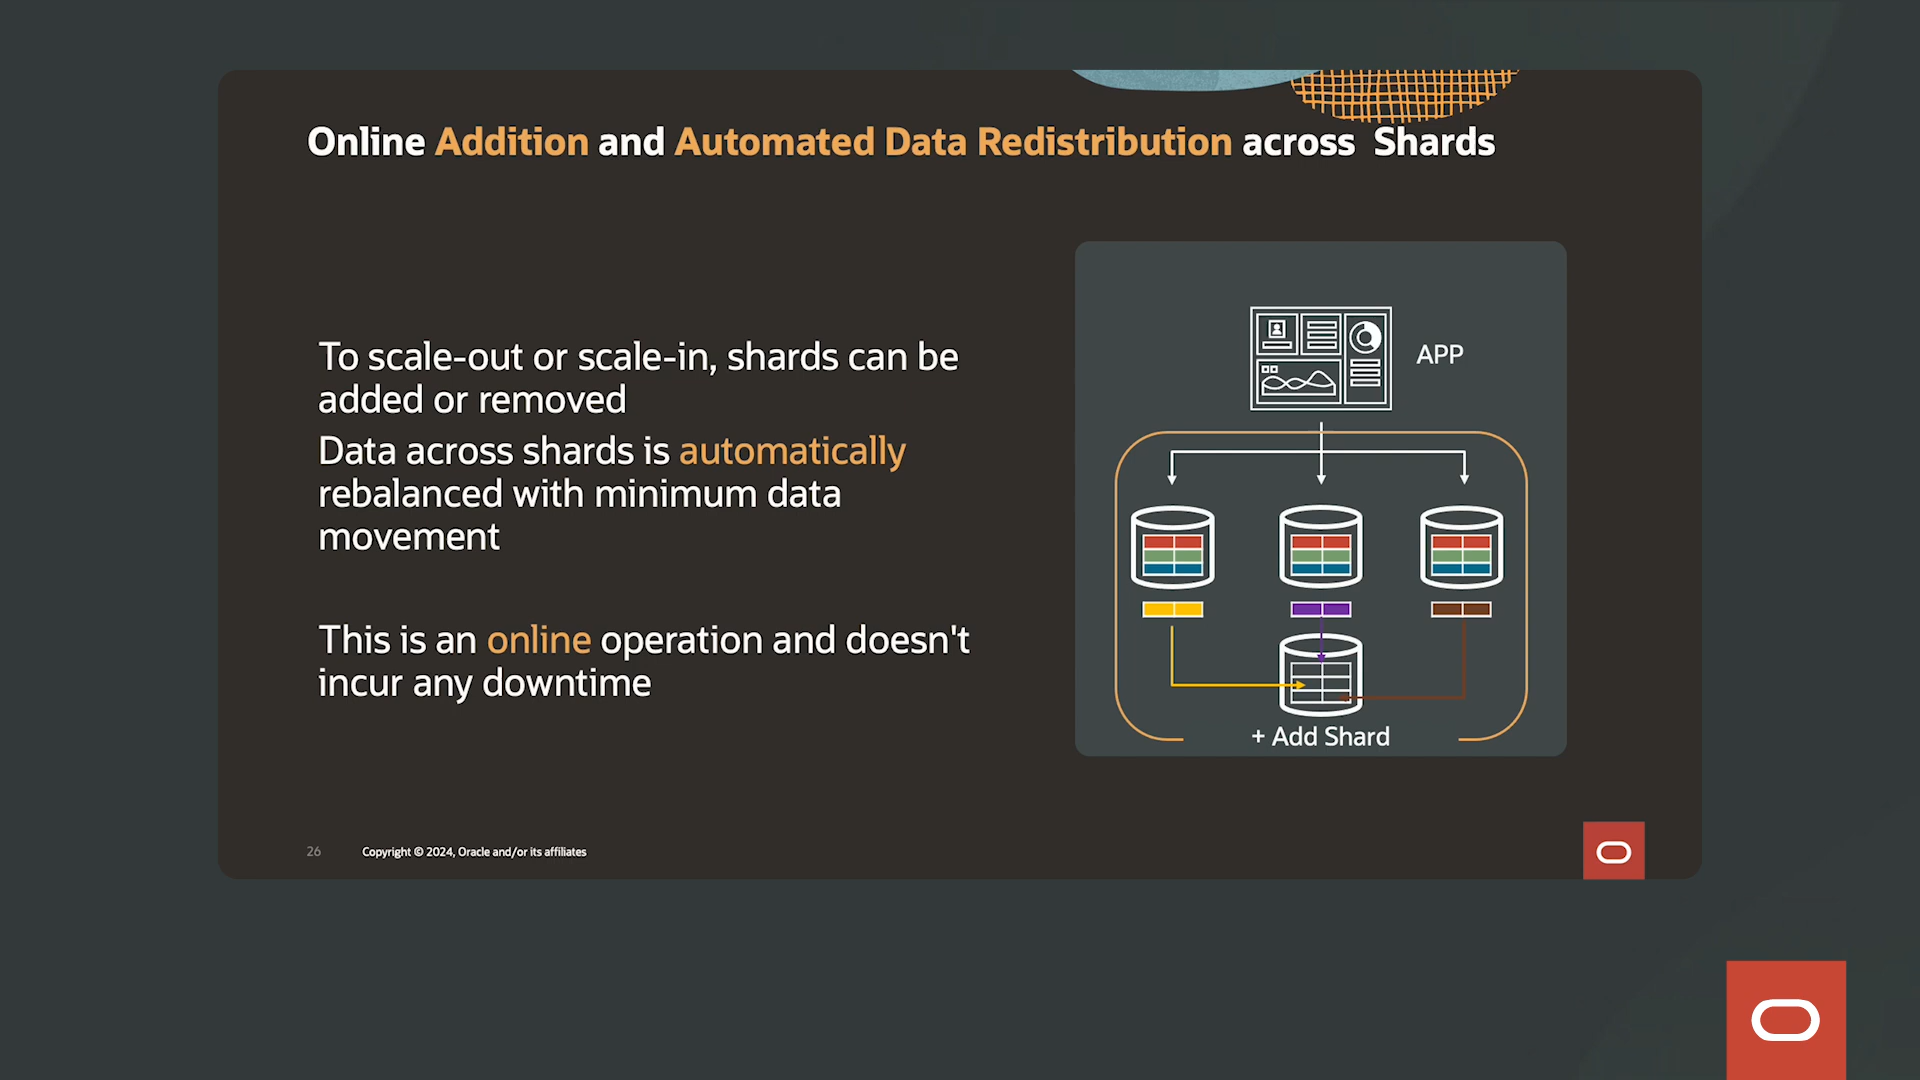 Online Addition and Automated Data Redistribution across Shards
To scale-out or scale-in, shards can be
added or removed
Data across shards is automatically
rebalanced with minimum data
movement
This is an online operation and doesn't
incur any downtime
APP
+ Add Shard
26
Copyright © 2024, Oracle and/or its affiliates